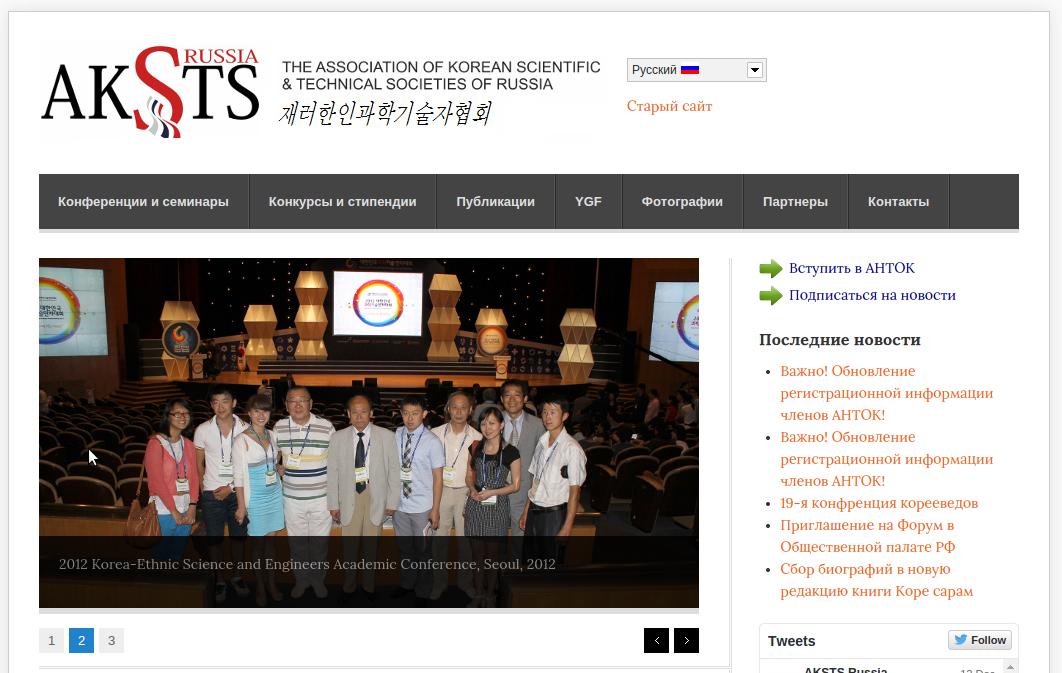 AKSTS RUSSIA
THE ASSOCIATION OF KOREAN SCIENTIFIC
& TECHNICAL SOCIETIES OF RUSSIA
재러한인과학기술자협회
Русский
Старый сайт
Конференции и семинары Конкурсы и стипендии Публикации YGF Фотографии Партнеры Контакты
2012 Korea-Ethnic Science and Engineers Academic Conference, Seoul, 2012
1 2 3
Вступить в АНТОК
Подписаться на новости
Последние новости
Важно! Обновление
регистрационной информации
членов АНТОК!
Важно! Обновление
регистрационной информации
членов АНТОК!
19-я конфренция корееведов
Приглашение на Форум в
Общественной палате РФ
Сбор биографий в новую
редакцию книги Коре сарам
Tweets
Follow
AKSTS Russia
12 Dec